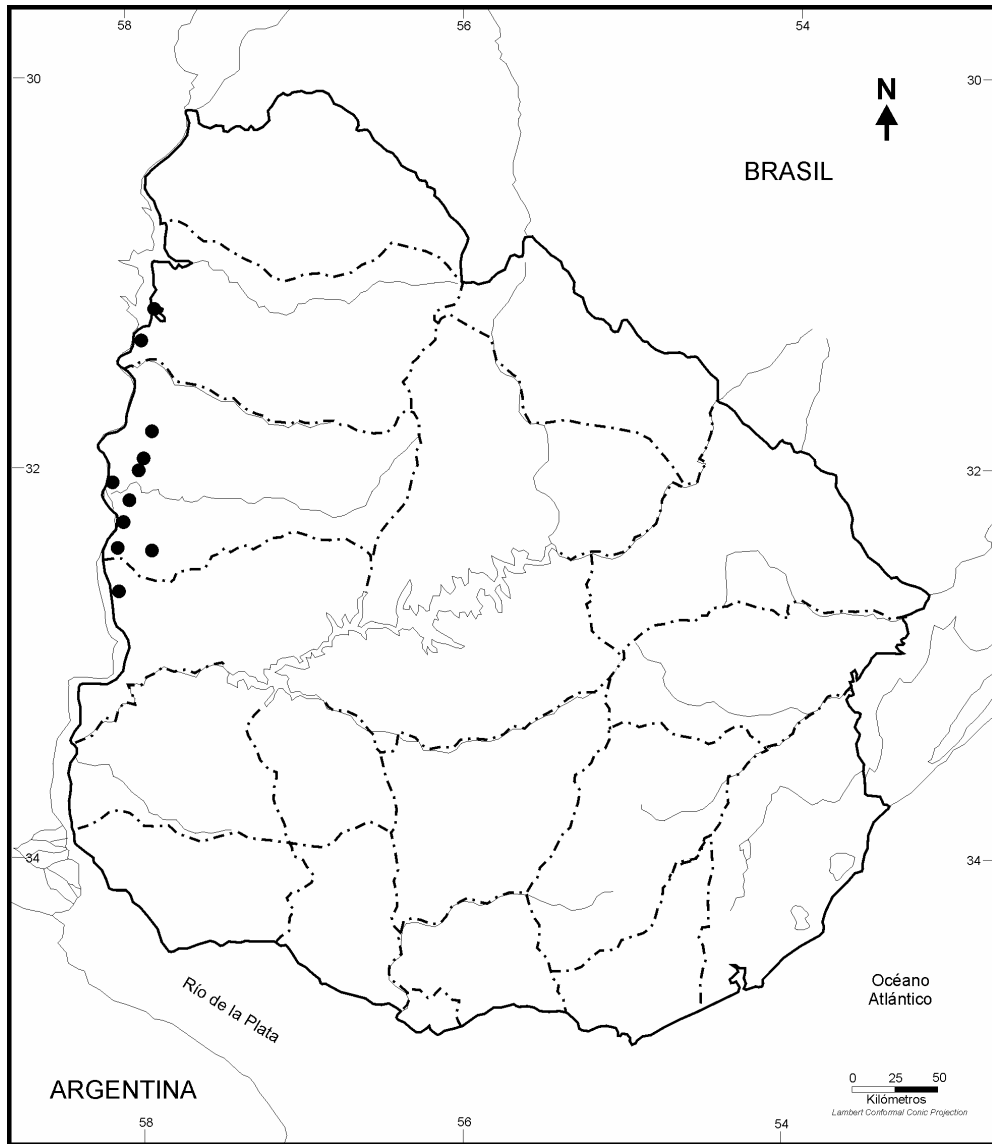 58 56 54
30 30
N
BRASIL
32 32
34 34
Océano
Atlántico
Río de la Plata
ARGENTINA
0 25 50
Kilómetros
Lambert Conformal Conic Projection
58 56 54